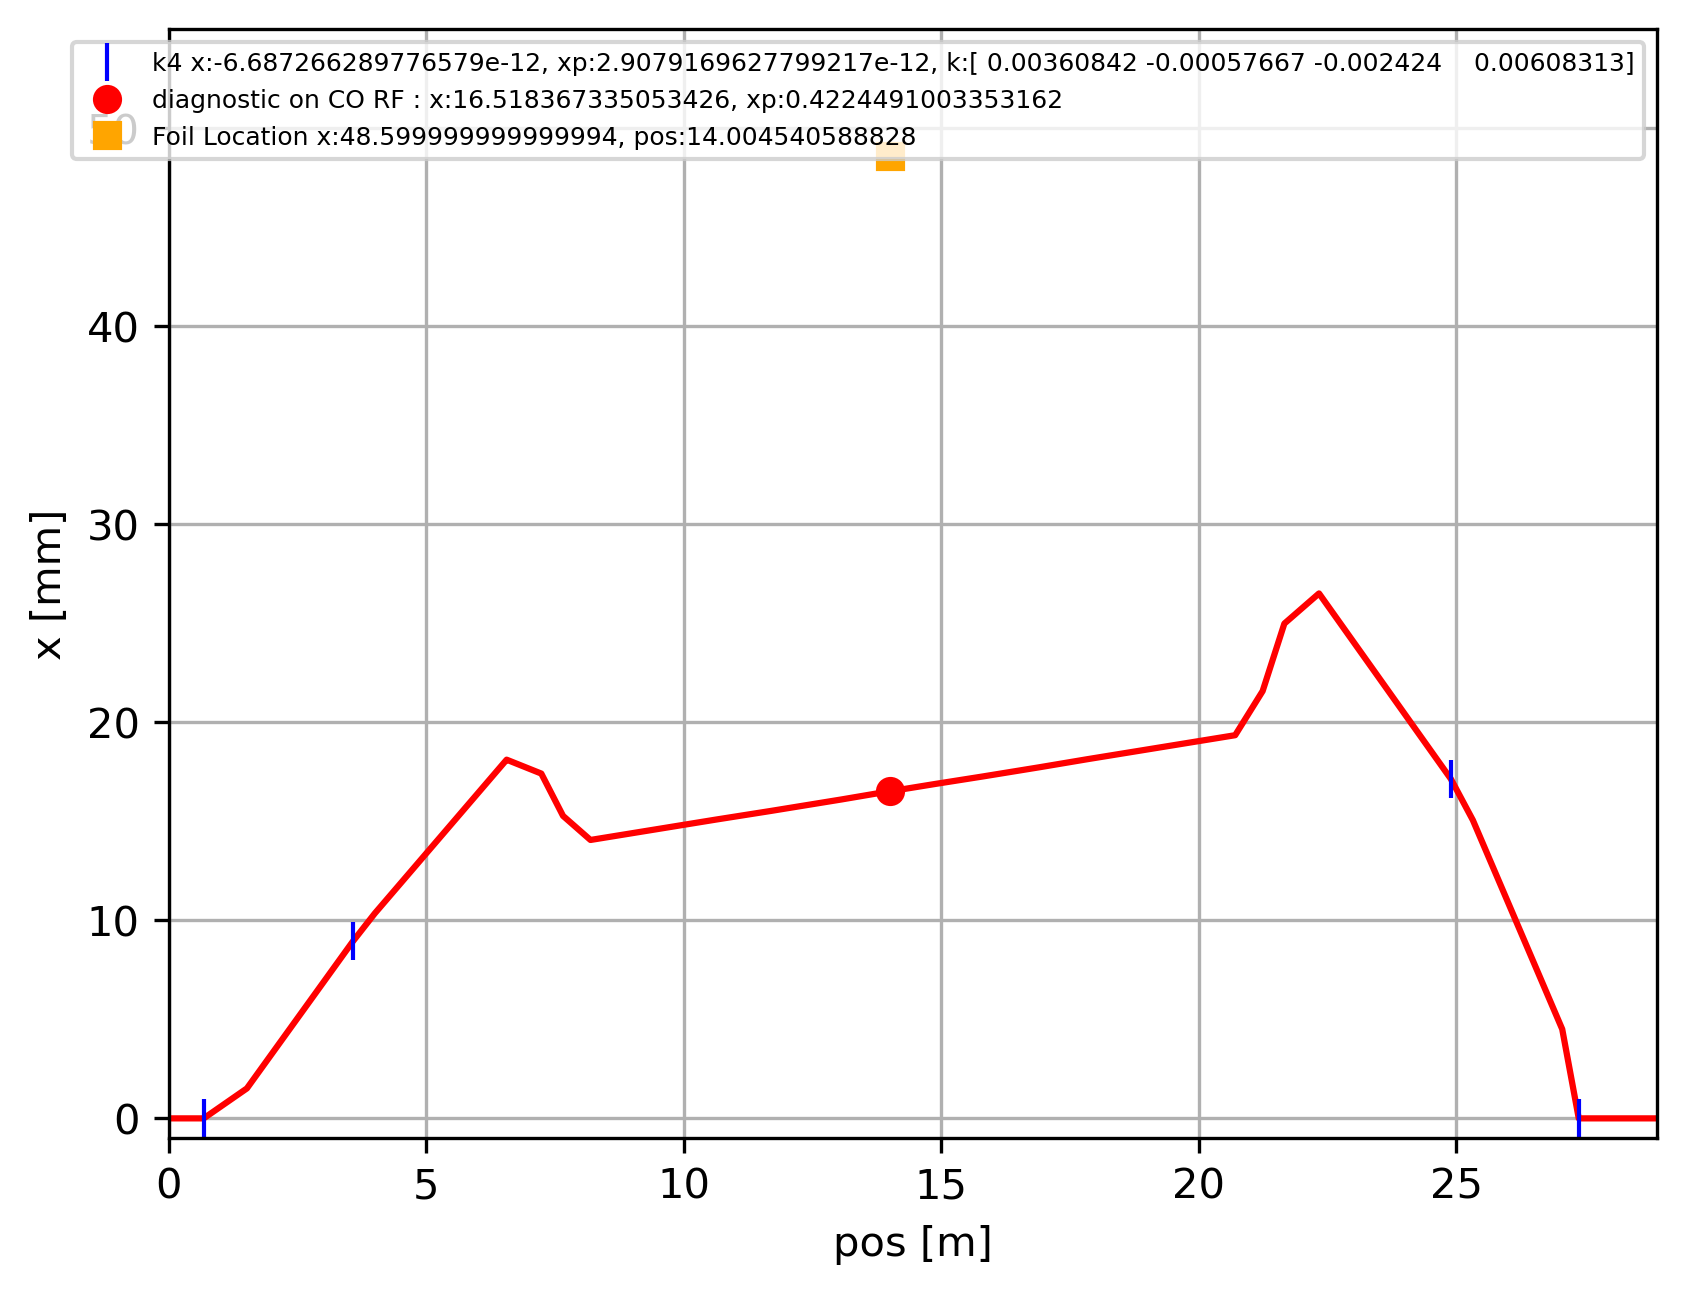 k4 x:-6.687266289776579e-12, xp:2.9079169627799217e-12, k:[ 0.00360842 -0.00057667 -0.002424    0.00608313]
diagnostic on CO RF : x:16.518367335053426, xp:0.4224491003353162
Foil Location x:48.599999999999994, pos:14.004540588828
50
40
30
20
10
0
x [mm]
0 5 10 15 20 25
pos [m]